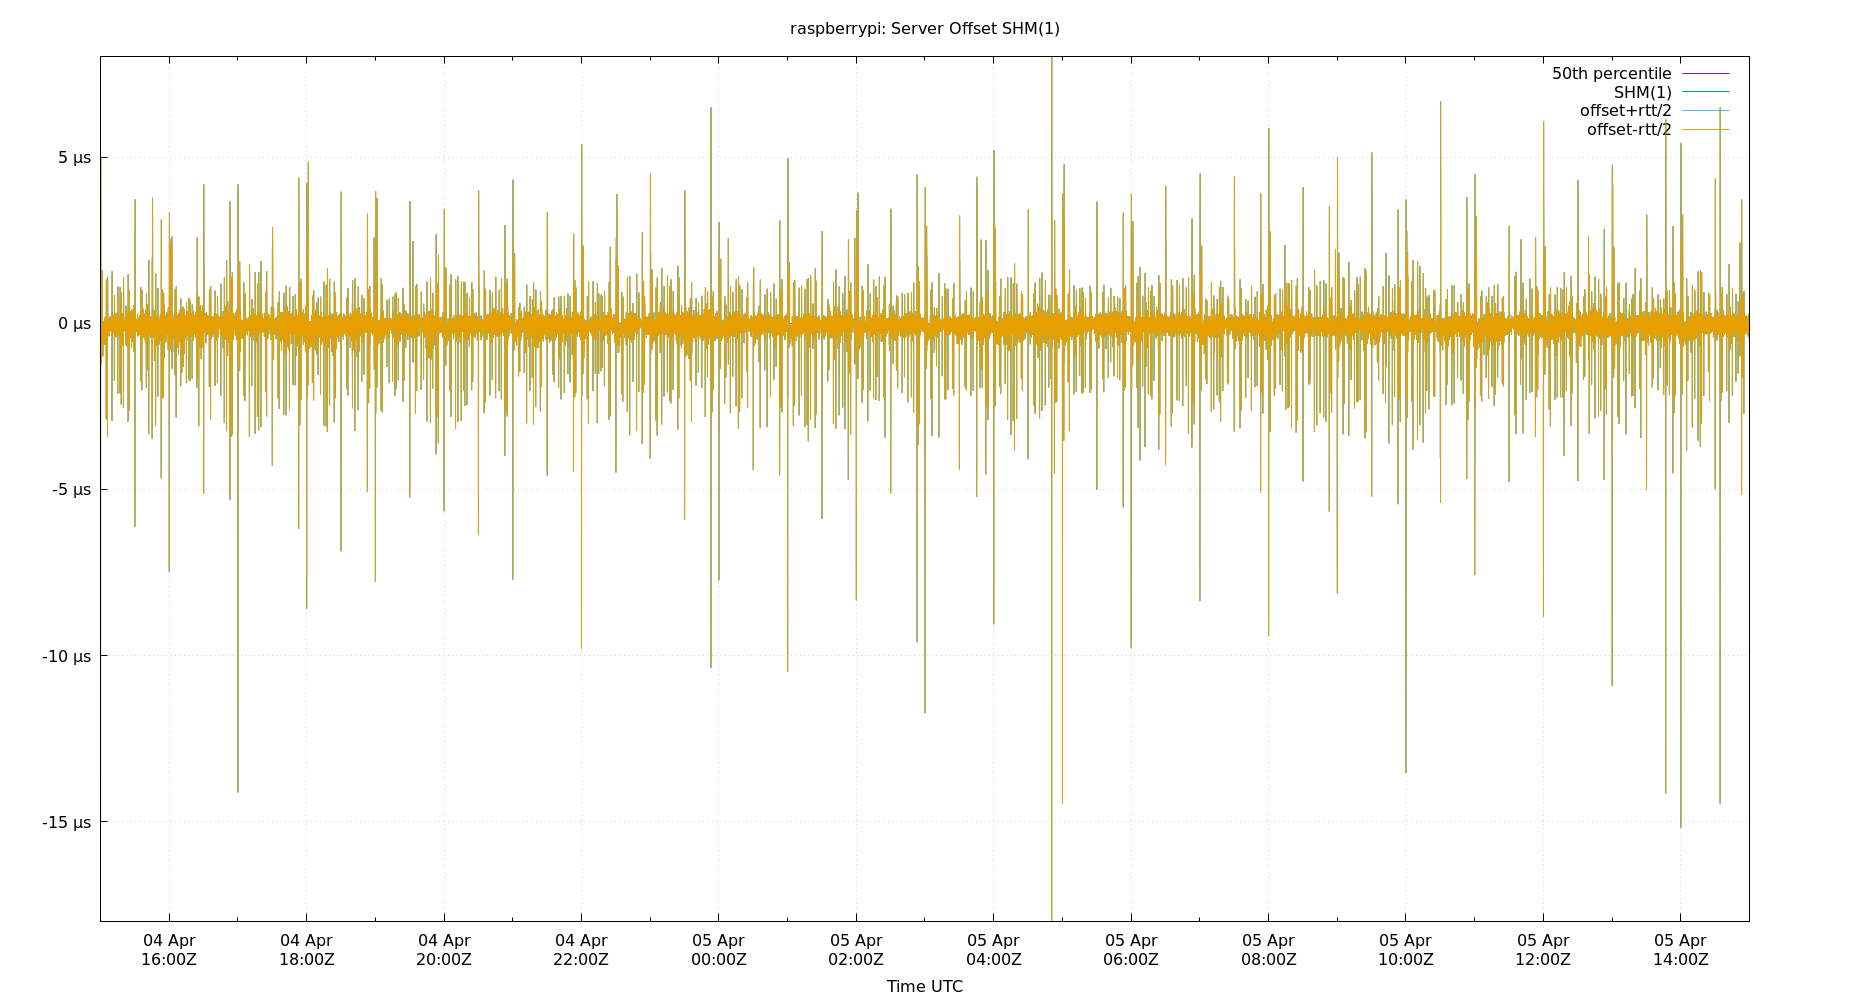 raspberrypi: Server Offset SHM(1)
50th percentile
SHM(1)
offset+rtt/2
offset-rtt/2
5 µs
0 µs
-5 µs
-10 µs
-15 µs
04 Apr 04 Apr 04 Apr 04 Apr 05 Apr 05 Apr 05 Apr 05 Apr 05 Apr 05 Apr 05 Apr 05 Apr
16:00Z 18:00Z 20:00Z 22:00Z 00:00Z 02:00Z 04:00Z 06:00Z 08:00Z 10:00Z 12:00Z 14:00Z
Time UTC